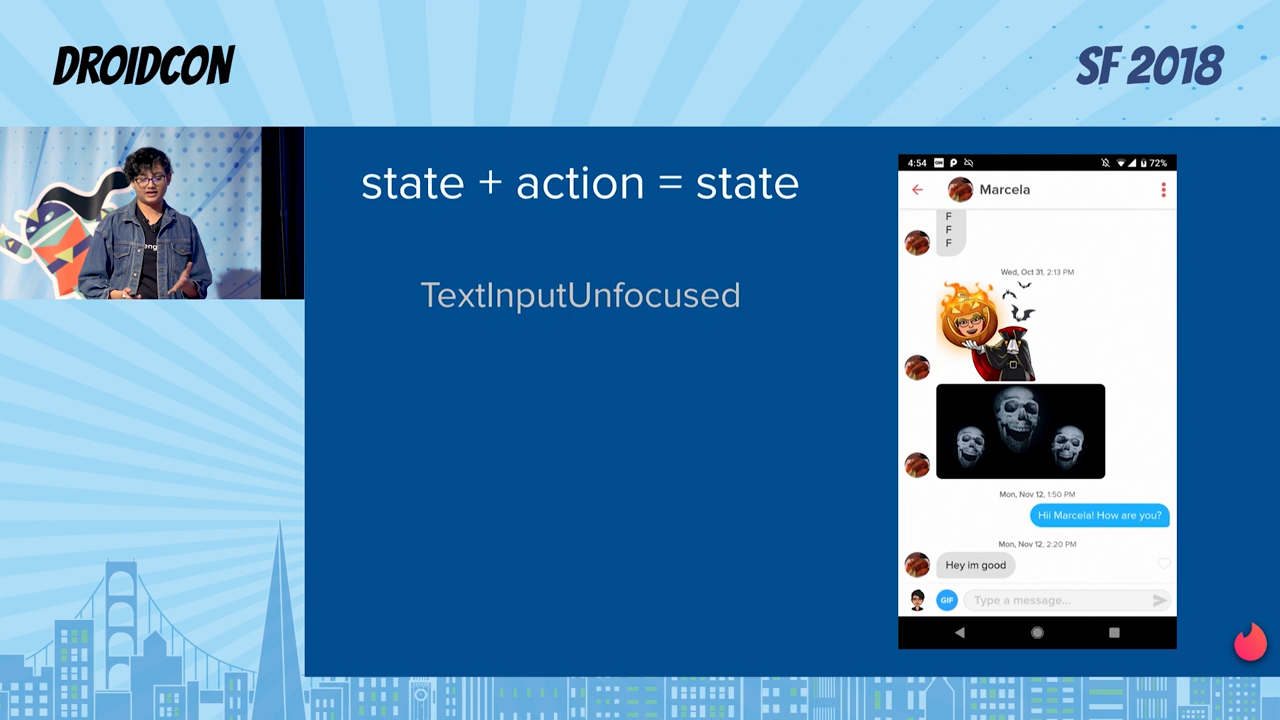 DROIDCON
SF 2018
state + action = state
TextInputUnfocused
4:54
72%
Marcela
F
F
F
Wed, Oct 31, 2:13 PM
Mon, Nov 12, 1:50 PM
Hii Marcela! How are you?
Mon, Nov 12, 2:20 PM
Hey im good
GIF
Type a message...